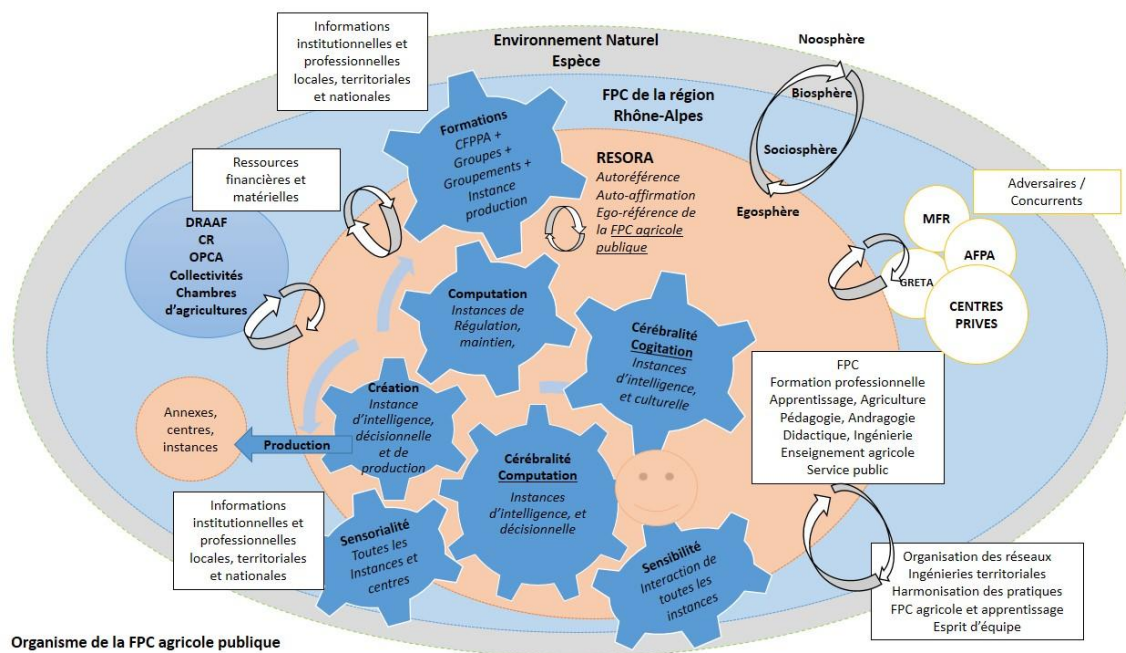 Informations
institutionnelles et
professionnelles
locales, territoriales
et nationales
Environnement Naturel
Espèce
Noosphère
Biosphère
Sociosphère
Egosphère
FPC de la région
Rhône-Alpes
Formations
CFPPA +
Groupes +
Groupements +
Instance
production
RESORA
Autoréférence
Auto-affirmation
Ego-référence de
la FPC agricole
publique
Ressources
financières et
matérielles
DRAAF
CR
OPCA
Collectivités
Chambres
d'agricultures
Adversaires /
Concurrents
MFR
AFPA
GRETA
CENTRES
PRIVES
Computation
Instances de
Régulation,
maintien,
Cérébralité
Cogitation
Instances
d'intelligence,
et culturelle
Création
Instance
d'intelligence,
décisionnelle
et de
production
Annexes,
centres,
instances
Production
Cérébralité
Computation
Instances
d'intelligence, et
décisionnelle
FPC
Formation professionnelle
Apprentissage, Agriculture
Pédagogie, Andragogie
Didactique, Ingénierie
Enseignement agricole
Service public
Informations
institutionnelles et
professionnelles
locales, territoriales
et nationales
Sensorialité
Toutes les
Instances et
centres
Sensibilité
Interaction de
toutes les
instances
Organisation des réseaux
Ingénieries territoriales
Harmonisation des pratiques
FPC agricole et apprentissage
Esprit d'équipe
Organisme de la FPC agricole publique